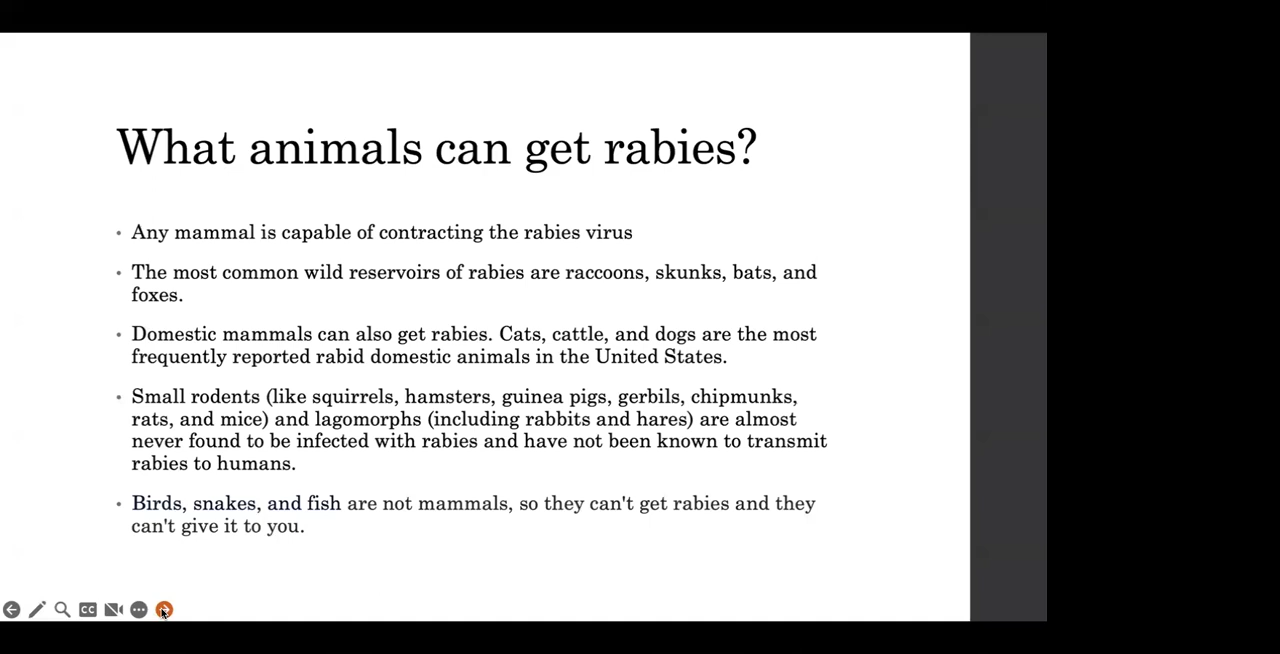 What animals can get rabies?
• Any mammal is capable of contracting the rabies virus
• The most common wild reservoirs of rabies are raccoons, skunks, bats, and
foxes.
• Domestic mammals can also get rabies. Cats, cattle, and dogs are the most
frequently reported rabid domestic animals in the United States.
• Small rodents (like squirrels, hamsters, guinea pigs, gerbils, chipmunks,
rats, and mice) and lagomorphs (including rabbits and hares) are almost
never found to be infected with rabies and have not been known to transmit
rabies to humans.
• Birds, snakes, and fish are not mammals, so they can't get rabies and they
can't give it to you.
CC